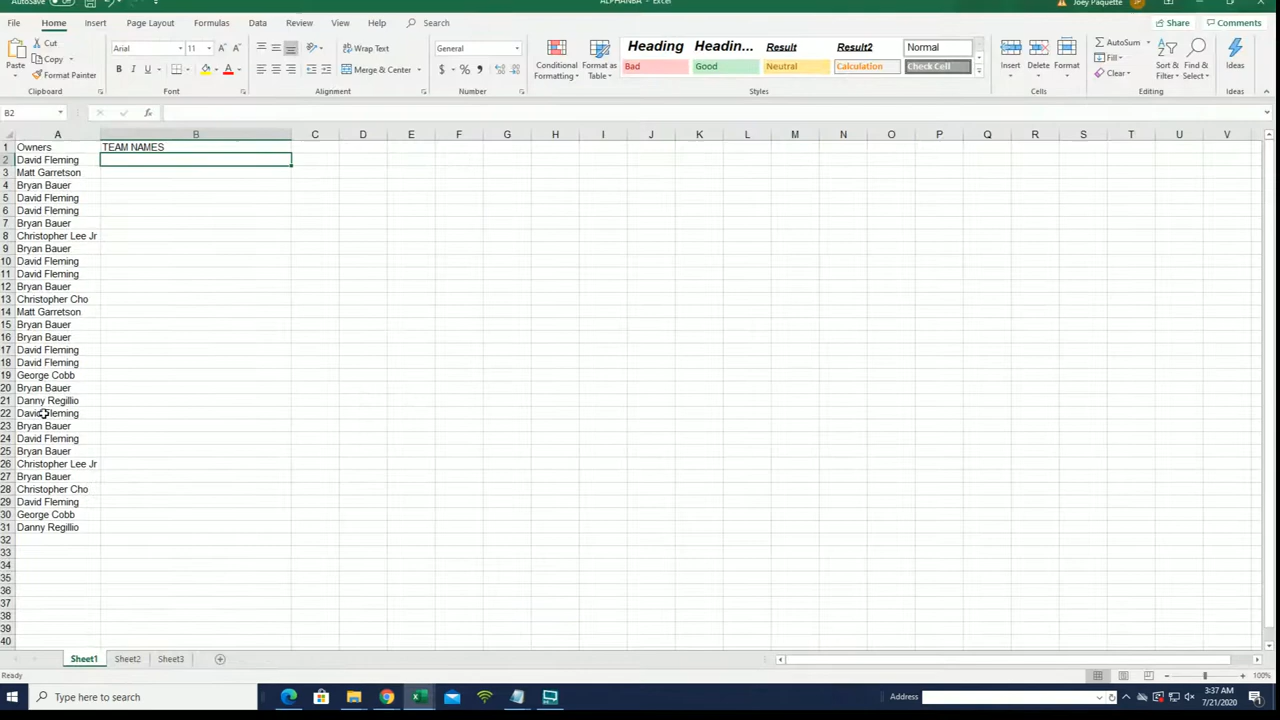 AutoSave Off ALPHANBA - Excel Joey Paquette JP
File Home Insert Page Layout Formulas Data Review View Help Search Share Comments
Paste Cut Copy Format Painter Clipboard
Arial 11 A A B I U A Font
Wrap Text Merge & Center Alignment
General $ % , Number
Conditional Formatting Format as Table
Heading Headin... Result Result2 Normal
Bad Good Neutral Calculation Check Cell
Styles
Insert Delete Format Cells
AutoSum Fill Clear Sort & Filter Find & Select Editing
Ideas Ideas
B2 fx
A B C D E F G H I J K L M N O P Q R S T U V
1 Owners TEAM NAMES
2 David Fleming
3 Matt Garretson
4 Bryan Bauer
5 David Fleming
6 David Fleming
7 Bryan Bauer
8 Christopher Lee Jr
9 Bryan Bauer
10 David Fleming
11 David Fleming
12 Bryan Bauer
13 Christopher Cho
14 Matt Garretson
15 Bryan Bauer
16 Bryan Bauer
17 David Fleming
18 David Fleming
19 George Cobb
20 Bryan Bauer
21 Danny Regillio
22 David Fleming
23 Bryan Bauer
24 David Fleming
25 Bryan Bauer
26 Christopher Lee Jr
27 Bryan Bauer
28 Christopher Cho
29 David Fleming
30 George Cobb
31 Danny Regillio
32
33
34
35
36
37
38
39
40
Sheet1 Sheet2 Sheet3
Ready 100%
Type here to search Address 3:37 AM
7/21/2020